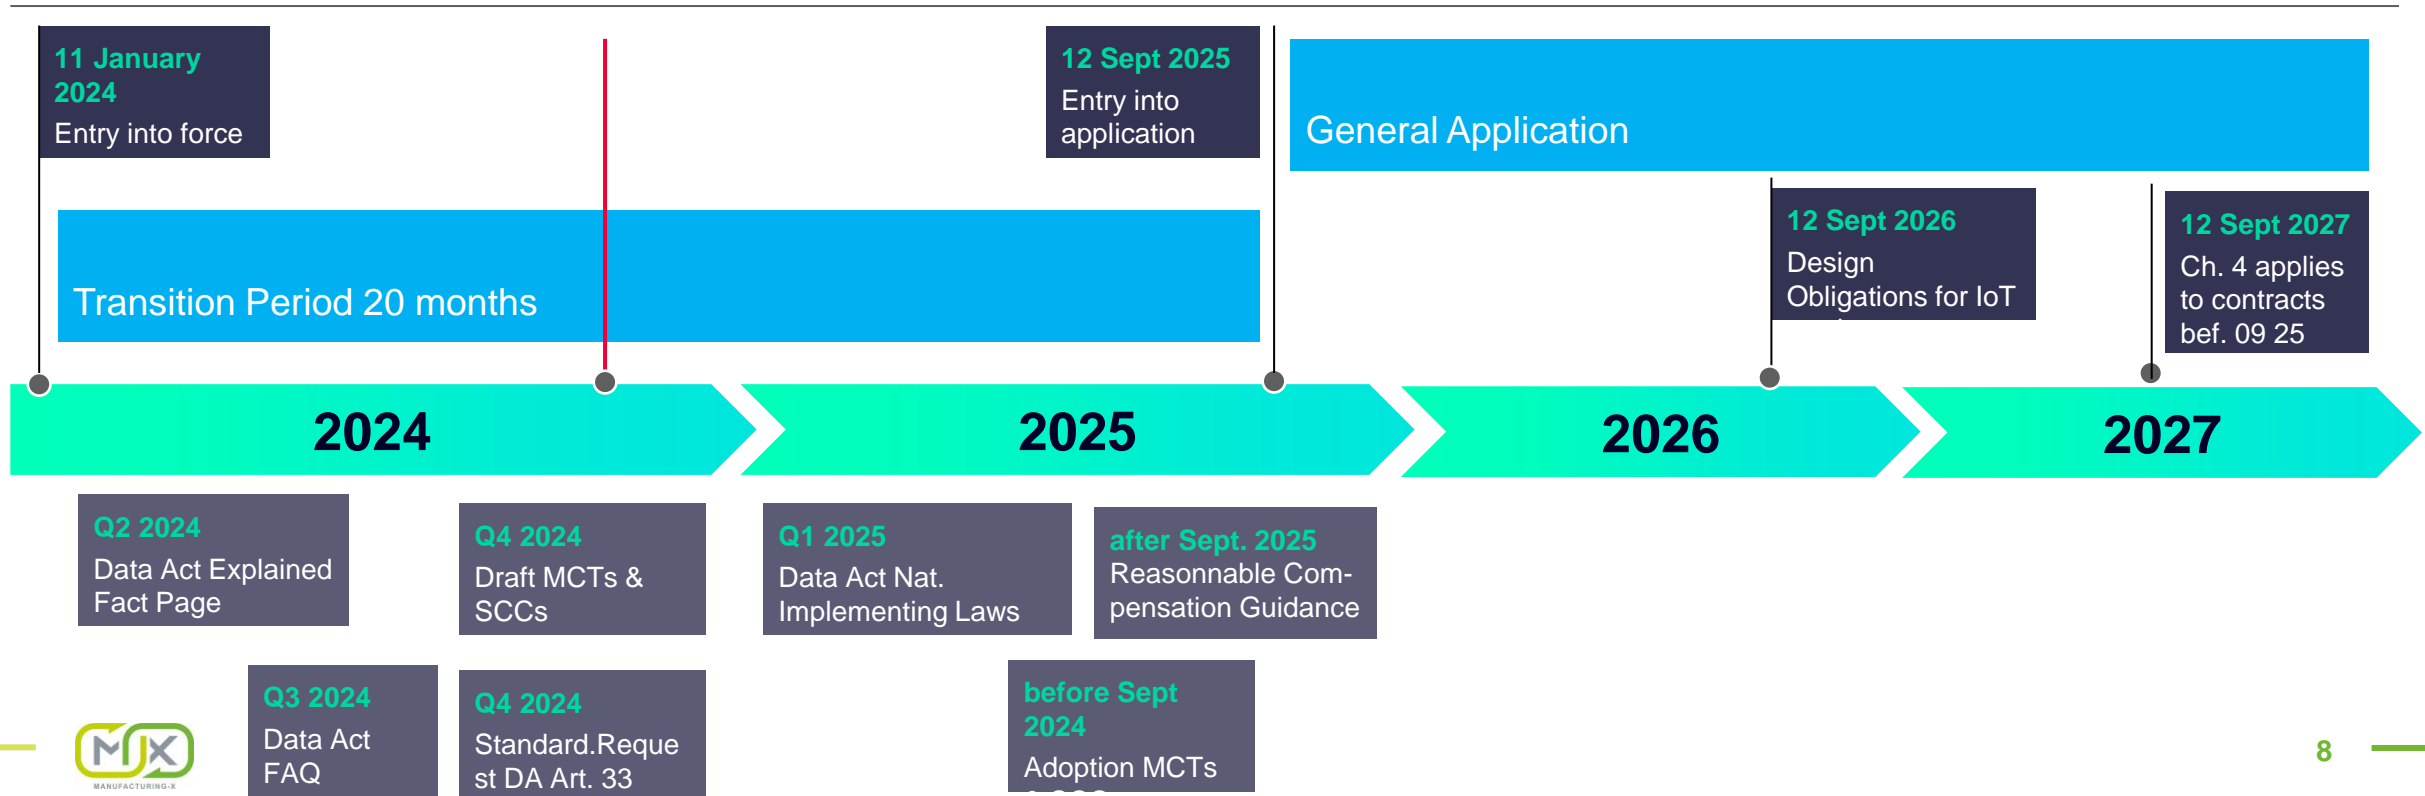 11 January
2024
Entry into force
12 Sept 2025
Entry into
application
General Application
Transition Period 20 months
12 Sept 2026
Design
Obligations for IoT
12 Sept 2027
Ch. 4 applies
to contracts
bef. 09 25
2024
2025
2026
2027
Q2 2024
Data Act Explained
Fact Page
Q4 2024
Draft MCTs &
SCCs
Q1 2025
Data Act Nat.
Implementing Laws
after Sept. 2025
Reasonnable Com-
pensation Guidance
Q3 2024
Data Act
FAQ
Q4 2024
Standard.Reque
st DA Art. 33
before Sept
2024
Adoption MCTs
MX
MANUFACTURING-X
8